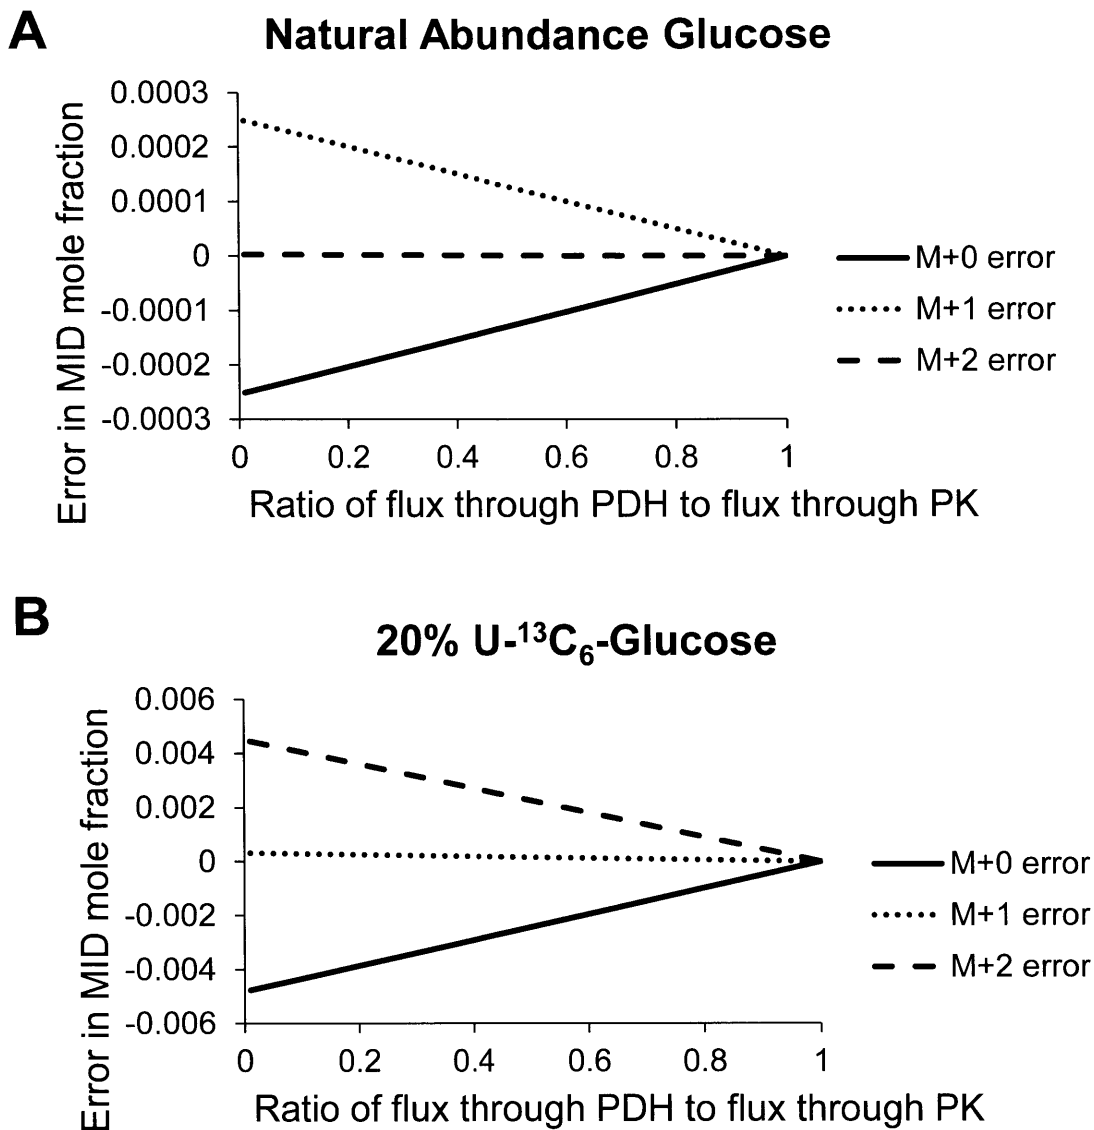 A
Natural Abundance Glucose
Error in MID mole fraction
0.0003
0.0002
0.0001
0
-0.0001
-0.0002
-0.0003
0 0.2 0.4 0.6 0.8 1
Ratio of flux through PDH to flux through PK
M+0 error
M+1 error
M+2 error
B
20% U-¹³C₆-Glucose
Error in MID mole fraction
0.006
0.004
0.002
0
-0.002
-0.004
-0.006
0 0.2 0.4 0.6 0.8 1
Ratio of flux through PDH to flux through PK
M+0 error
M+1 error
M+2 error